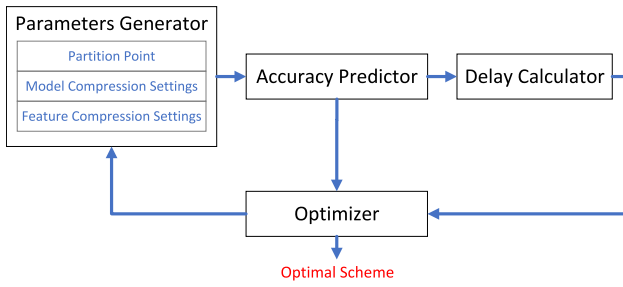 Parameters Generator
Partition Point
Model Compression Settings
Feature Compression Settings
Accuracy Predictor
Delay Calculator
Optimizer
Optimal Scheme